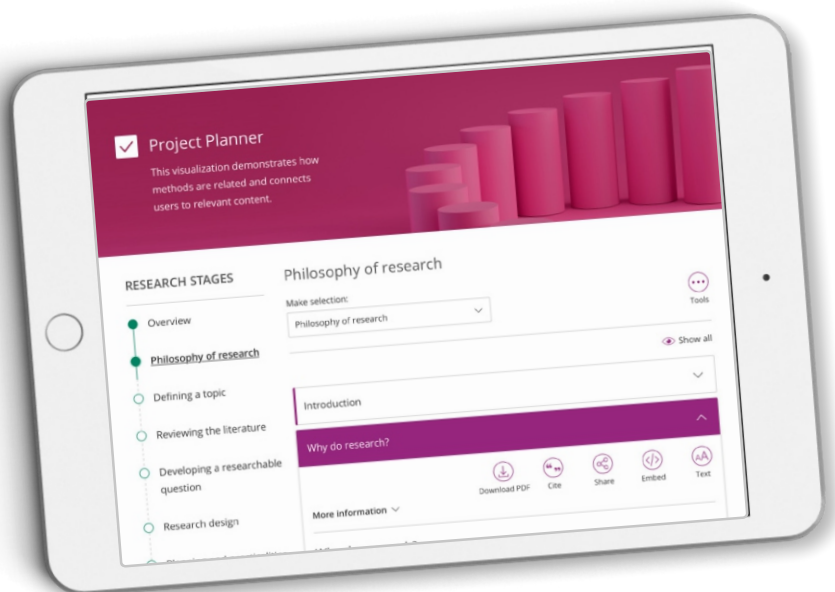 Project Planner
This visualization demonstrates how
methods are related and connects
users to relevant content.
RESEARCH STAGES
Overview
Philosophy of research
Defining a topic
Reviewing the literature
Developing a researchable
question
Research design
Philosophy of research
Make selection:
Philosophy of research
Tools
Show all
Introduction
Why do research?
Download PDF
Cite
Share
Embed
AA
Text
More information